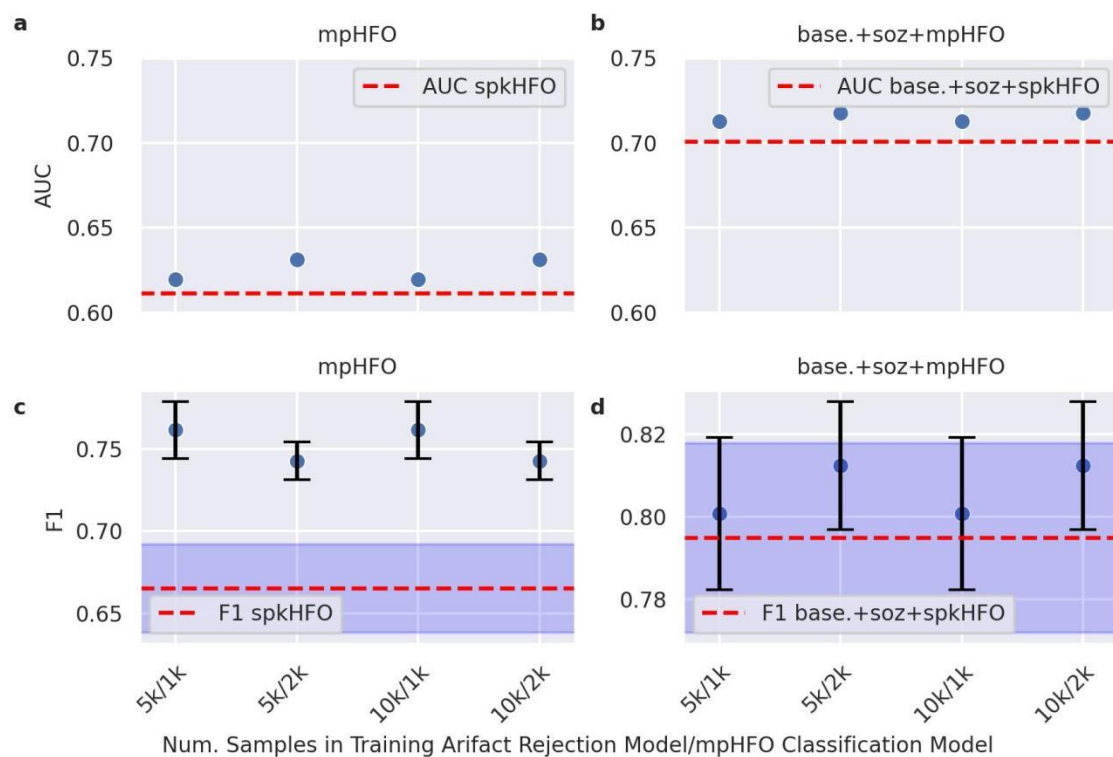 a
mpHFO
b
base.+soz+mpHFO
0.75
0.70
0.65
0.60
AUC
AUC spkHFO
0.75
0.70
0.65
0.60
AUC base.+soz+spkHFO
c
mpHFO
d
base.+soz+mpHFO
0.75
0.70
0.65
F1
F1 spkHFO
0.82
0.80
0.78
F1 base.+soz+spkHFO
5k/1k
5k/2k
10k/1k
10k/2k
5k/1k
5k/2k
10k/1k
10k/2k
Num. Samples in Training Arifact Rejection Model/mpHFO Classification Model